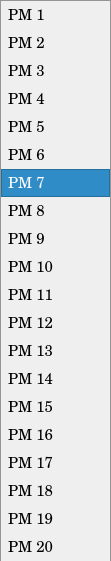 PM 1
PM 2
PM 3
PM 4
PM 5
PM 6
PM 7
PM 8
PM 9
PM 10
PM 11
PM 12
PM 13
PM 14
PM 15
PM 16
PM 17
PM 18
PM 19
PM 20